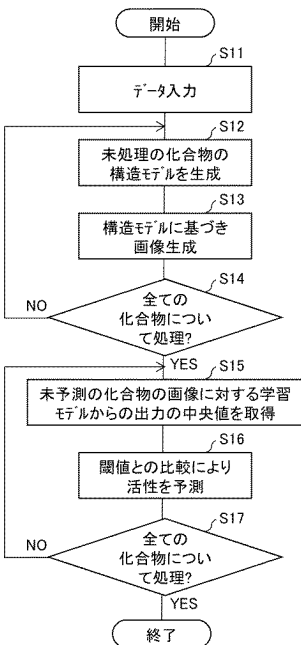 開始
S11
データ入力
S12
未処理の化合物の
構造モデルを生成
S13
構造モデルに基づき
画像生成
S14
全ての
化合物につい
て処理?
NO
YES
S15
未予測の化合物の画像に対する学習
モデルからの出力の中央値を取得
S16
閾値との比較により
活性を予測
S17
全ての
化合物につい
て処理?
NO
YES
終了